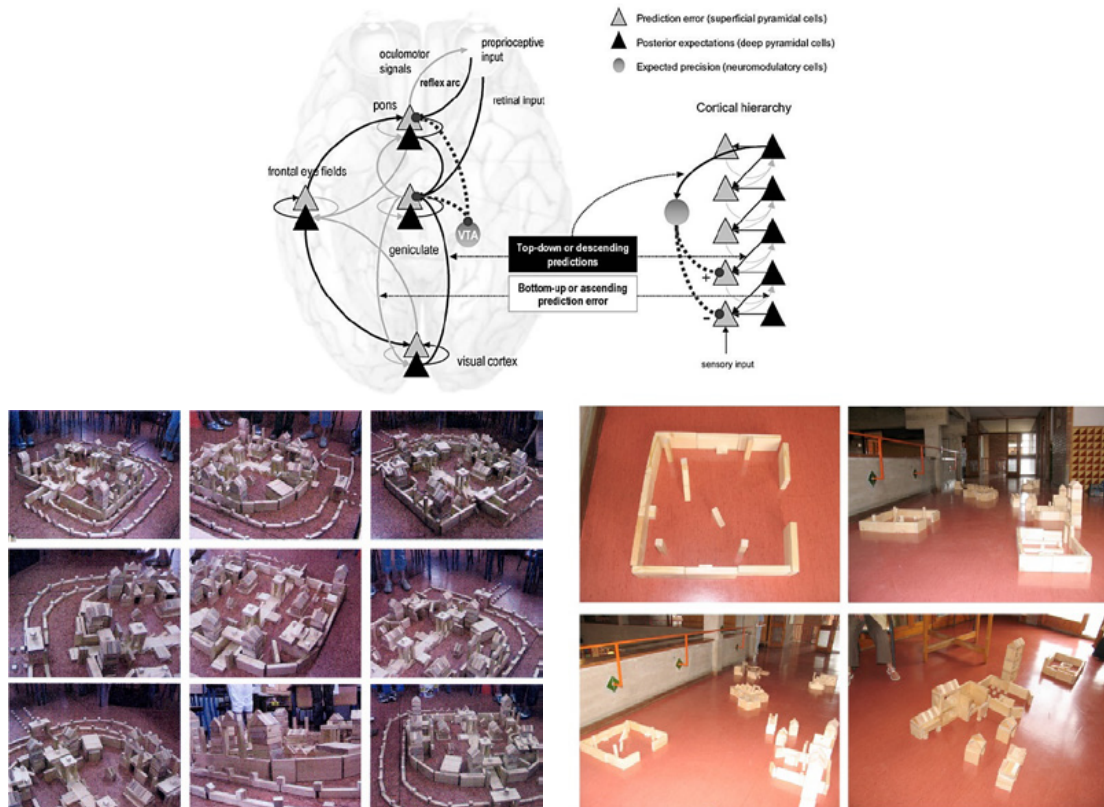 oculomotor
signals
proprioceptive
input
reflex arc
retinal input
pons
frontal eye fields
geniculate
VTA
visual cortex
Prediction error (superficial pyramidal cells)
Posterior expectations (deep pyramidal cells)
Expected precision (neuromodulatory cells)
Cortical hierarchy
Top-down or descending
predictions
Bottom-up or ascending
prediction error
+
-
sensory input